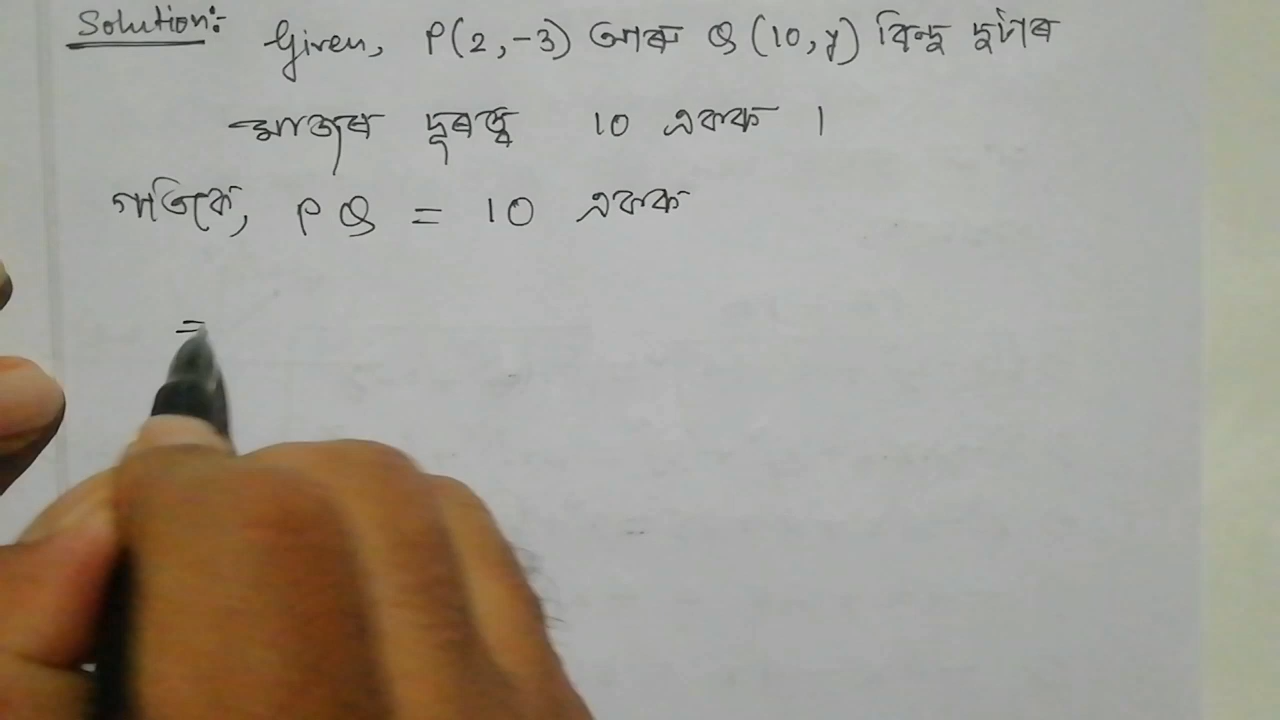 Solution:- Given, P(2,-3) আৰু Q(10,y) বিন্দু দুটাৰ
মাজৰ দূৰত্ব 10 একক ।
গতিকে, PQ = 10 একক
=